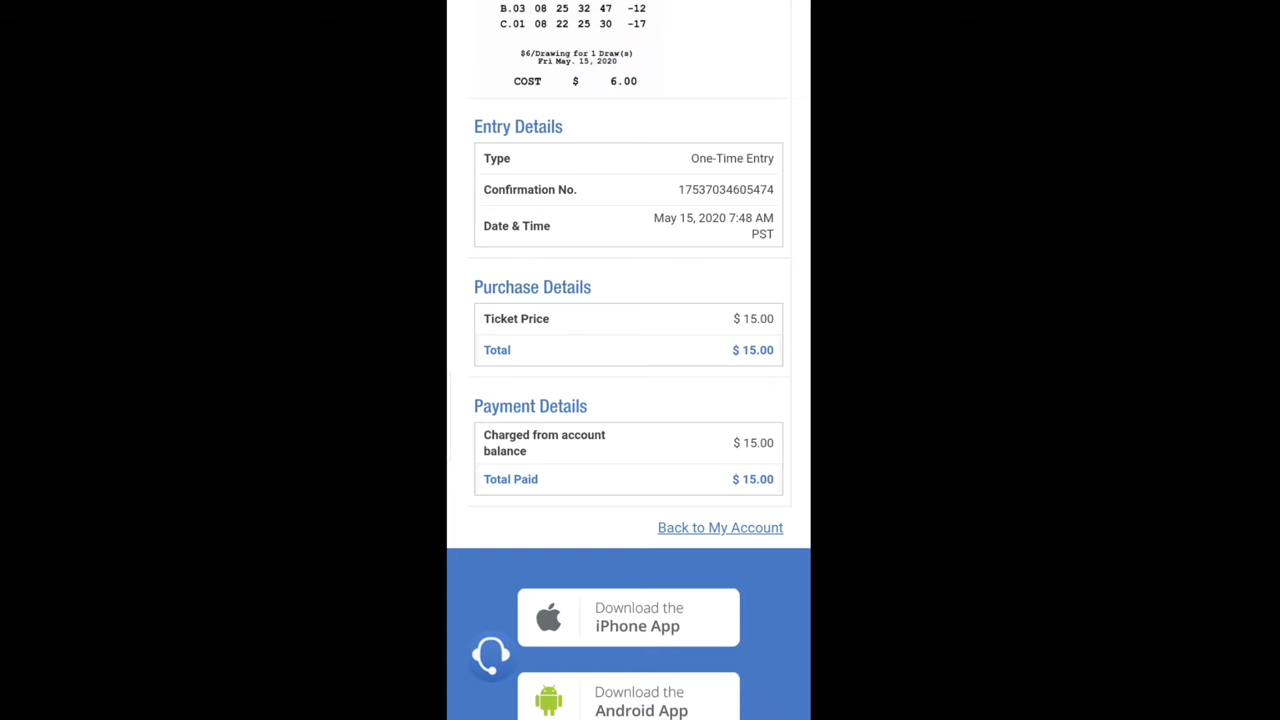 B.03 08 25 32 47 -12
C.01 08 22 25 30 -17
$6/Drawing for 1 Draw(s)
Fri May. 15, 2020
COST $ 6.00
Entry Details
Type One-Time Entry
Confirmation No. 17537034605474
Date & Time May 15, 2020 7:48 AM
PST
Purchase Details
Ticket Price $ 15.00
Total $ 15.00
Payment Details
Charged from account
balance $ 15.00
Total Paid $ 15.00
Back to My Account
Download the
iPhone App
Download the
Android App